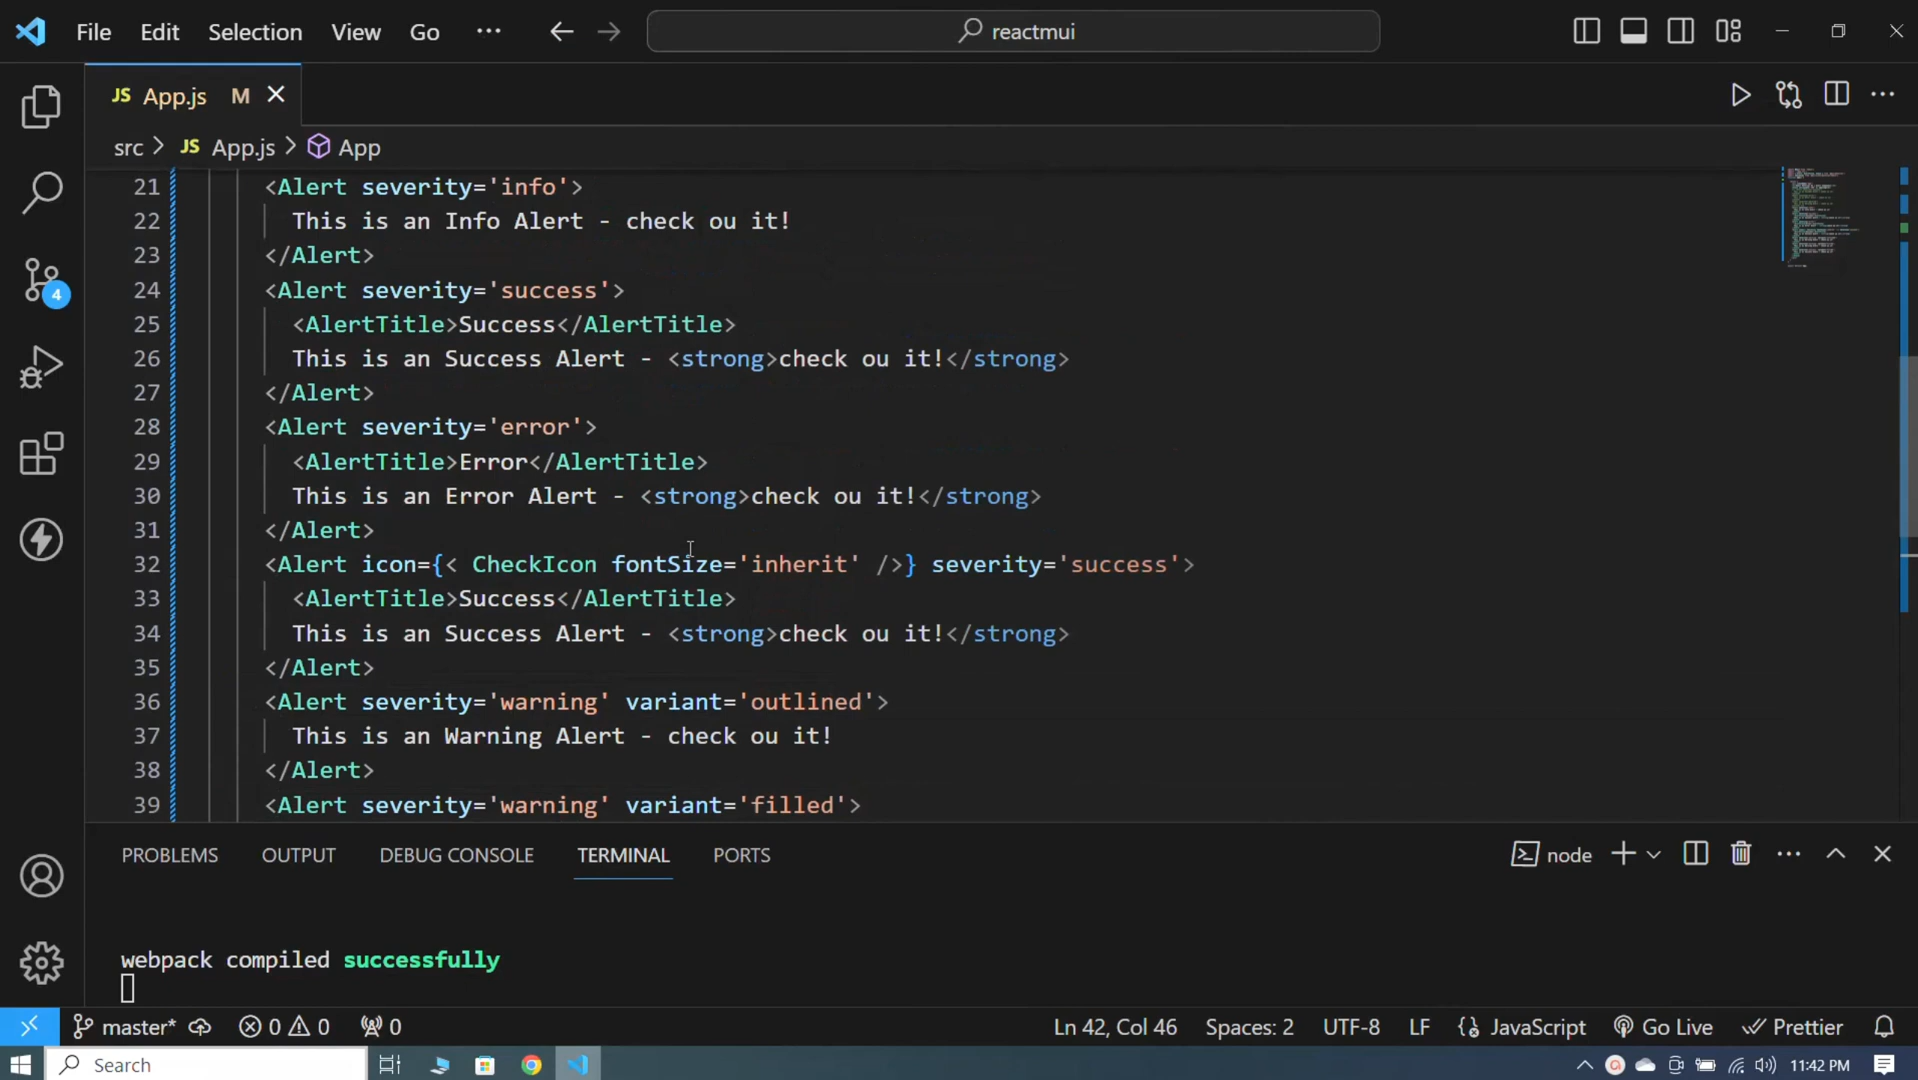 File Edit Selection View Go ··· reactmui
JS App.js M
src > JS App.js > App
21 <Alert severity='info'>
22 This is an Info Alert - check ou it!
23 </Alert>
24 <Alert severity='success'>
25 <AlertTitle>Success</AlertTitle>
26 This is an Success Alert - <strong>check ou it!</strong>
27 </Alert>
28 <Alert severity='error'>
29 <AlertTitle>Error</AlertTitle>
30 This is an Error Alert - <strong>check ou it!</strong>
31 </Alert>
32 <Alert icon={< CheckIcon fontSize='inherit' />} severity='success'>
33 <AlertTitle>Success</AlertTitle>
34 This is an Success Alert - <strong>check ou it!</strong>
35 </Alert>
36 <Alert severity='warning' variant='outlined'>
37 This is an Warning Alert - check ou it!
38 </Alert>
39 <Alert severity='warning' variant='filled'>
4
PROBLEMS OUTPUT DEBUG CONSOLE TERMINAL PORTS node
webpack compiled successfully
master* 0 0 0 Ln 42, Col 46 Spaces: 2 UTF-8 LF JavaScript Go Live Prettier
Search 11:42 PM